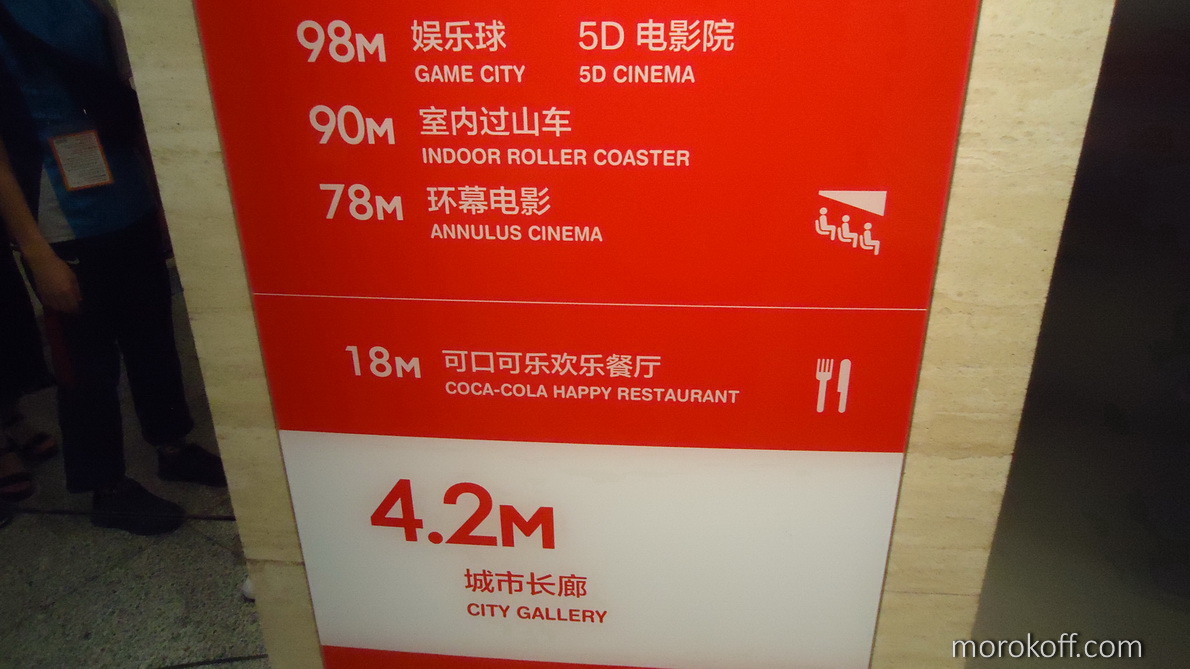 98M 娱乐球 5D 电影院
GAME CITY 5D CINEMA
90M 室内过山车
INDOOR ROLLER COASTER
78M 环幕电影
ANNULUS CINEMA
18M 可口可乐欢乐餐厅
COCA-COLA HAPPY RESTAURANT
4.2M
城市长廊
CITY GALLERY
morokoff.com